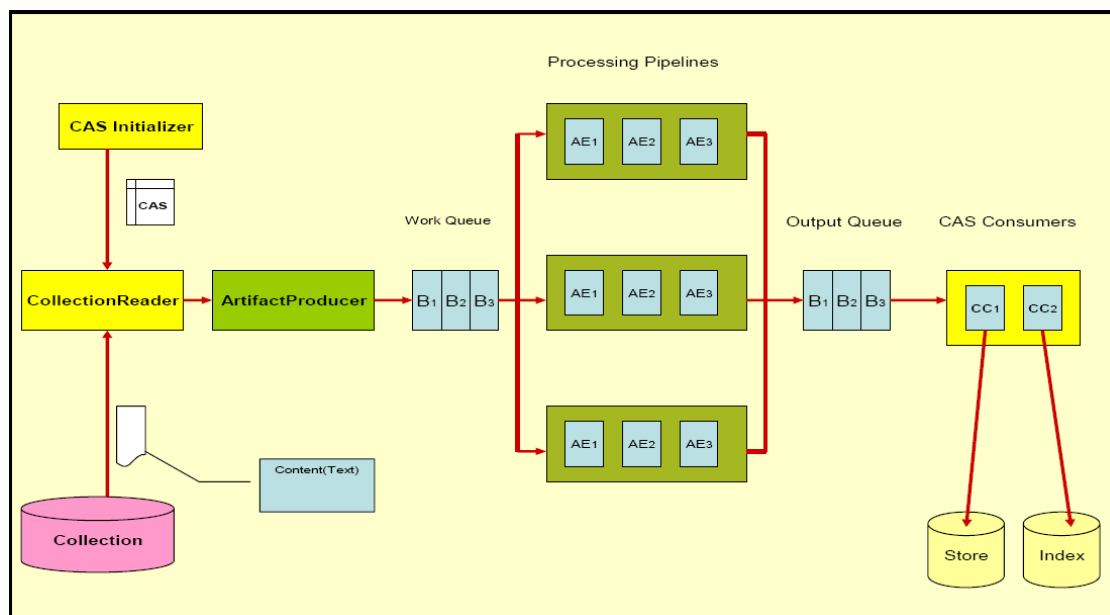 Processing Pipelines
CAS Initializer
AE1 AE2 AE3
CAS
Work Queue
Output Queue
CAS Consumers
CollectionReader
ArtifactProducer
B1 B2 B3
AE1 AE2 AE3
B1 B2 B3
CC1 CC2
AE1 AE2 AE3
Content(Text)
Collection
Store
Index